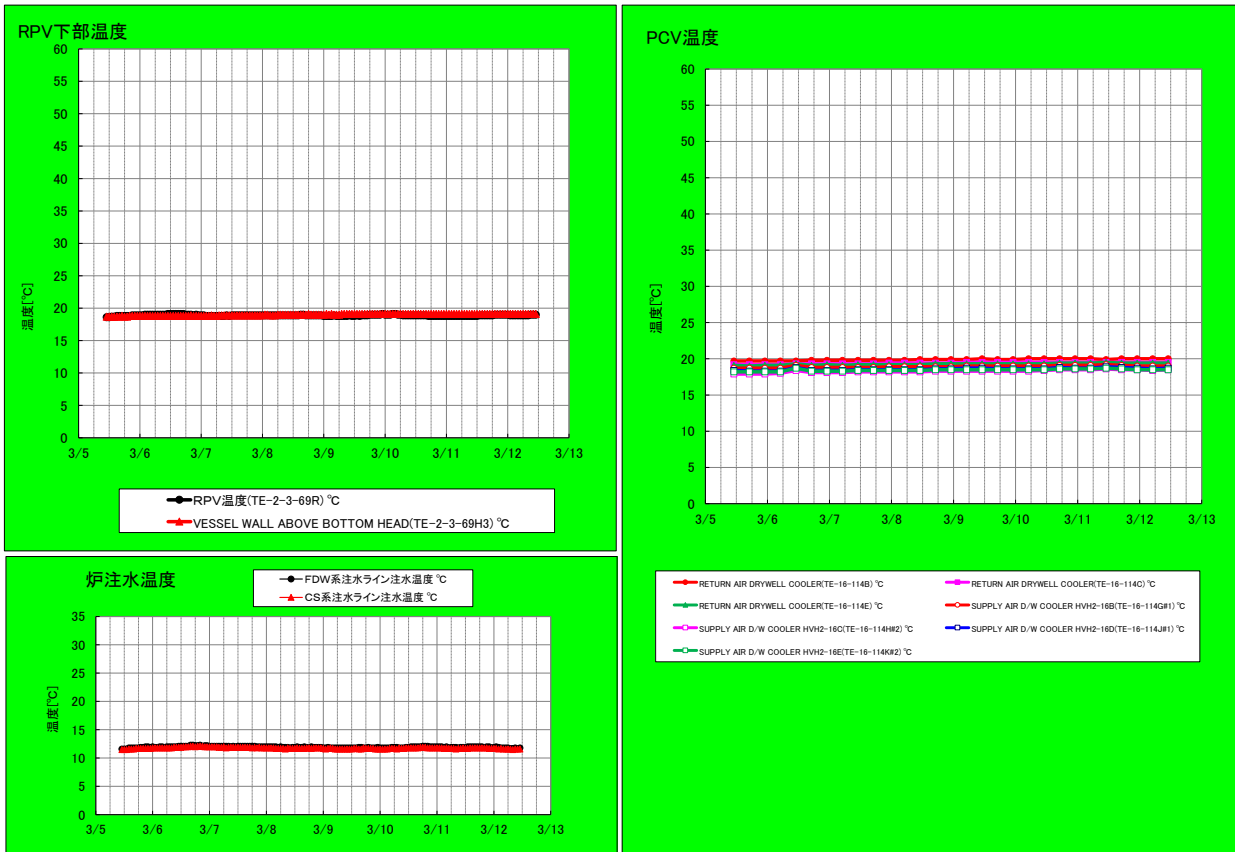 RPV下部温度
60
55
50
45
40
35
30
25
20
15
10
5
0
温度[℃]
3/5 3/6 3/7 3/8 3/9 3/10 3/11 3/12 3/13
RPV温度(TE-2-3-69R) ℃
VESSEL WALL ABOVE BOTTOM HEAD(TE-2-3-69H3) ℃
炉注水温度
FDW系注水ライン注水温度 ℃
CS系注水ライン注水温度 ℃
35
30
25
20
15
10
5
0
温度[℃]
3/5 3/6 3/7 3/8 3/9 3/10 3/11 3/12 3/13
PCV温度
60
55
50
45
40
35
30
25
20
15
10
5
0
温度[℃]
3/5 3/6 3/7 3/8 3/9 3/10 3/11 3/12 3/13
RETURN AIR DRYWELL COOLER(TE-16-114B) ℃ RETURN AIR DRYWELL COOLER(TE-16-114C) ℃
RETURN AIR DRYWELL COOLER(TE-16-114E) ℃ SUPPLY AIR D/W COOLER HVH2-16B(TE-16-114G#1) ℃
SUPPLY AIR D/W COOLER HVH2-16C(TE-16-114H#2) ℃ SUPPLY AIR D/W COOLER HVH2-16D(TE-16-114J#1) ℃
SUPPLY AIR D/W COOLER HVH2-16E(TE-16-114K#2) ℃